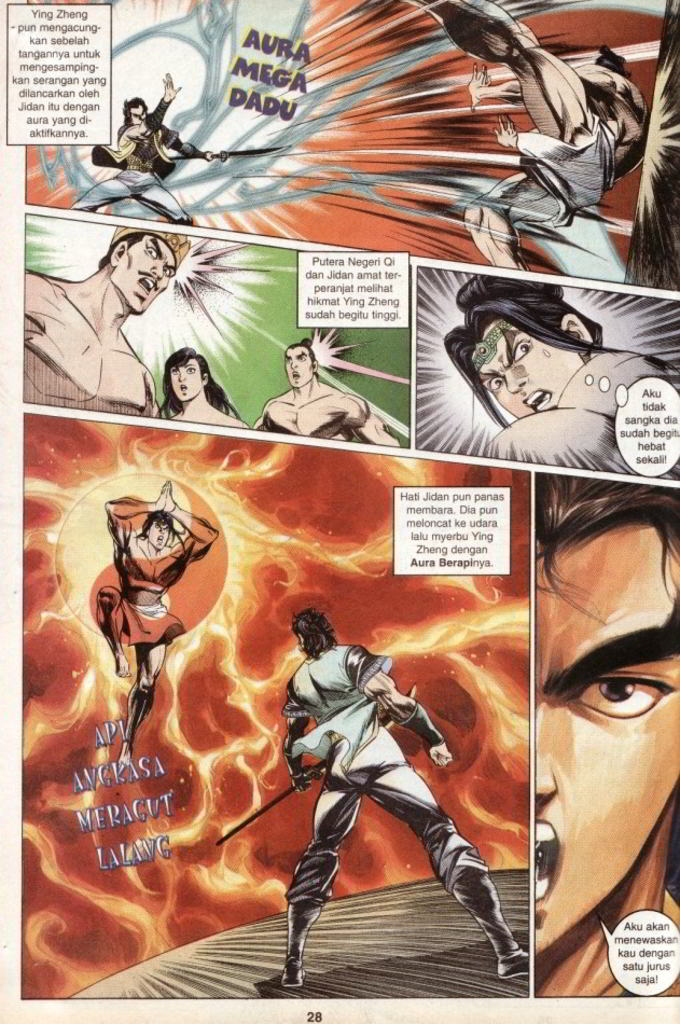 Ying Zheng
pun mengacung-
kan sebelah
tangannya untuk
mengesamping-
kan serangan yang
dilancarkan oleh
Jidan itu dengan
aura yang di-
aktifkannya.
AURA
MEGA
DADU
Putera Negeri Qi
dan Jidan amat ter-
peranjat melihat
hikmat Ying Zheng
sudah begitu tinggi.
Aku
tidak
sangka dia
sudah begitu
hebat
sekali!
Hati Jidan pun panas
membara. Dia pun
meloncat ke udara
lalu myerbu Ying
Zheng dengan
Aura Berapinya.
API
ANGKASA
MERAGUT
LALANG
Aku akan
menewaskan
kau dengan
satu jurus
saja!
28